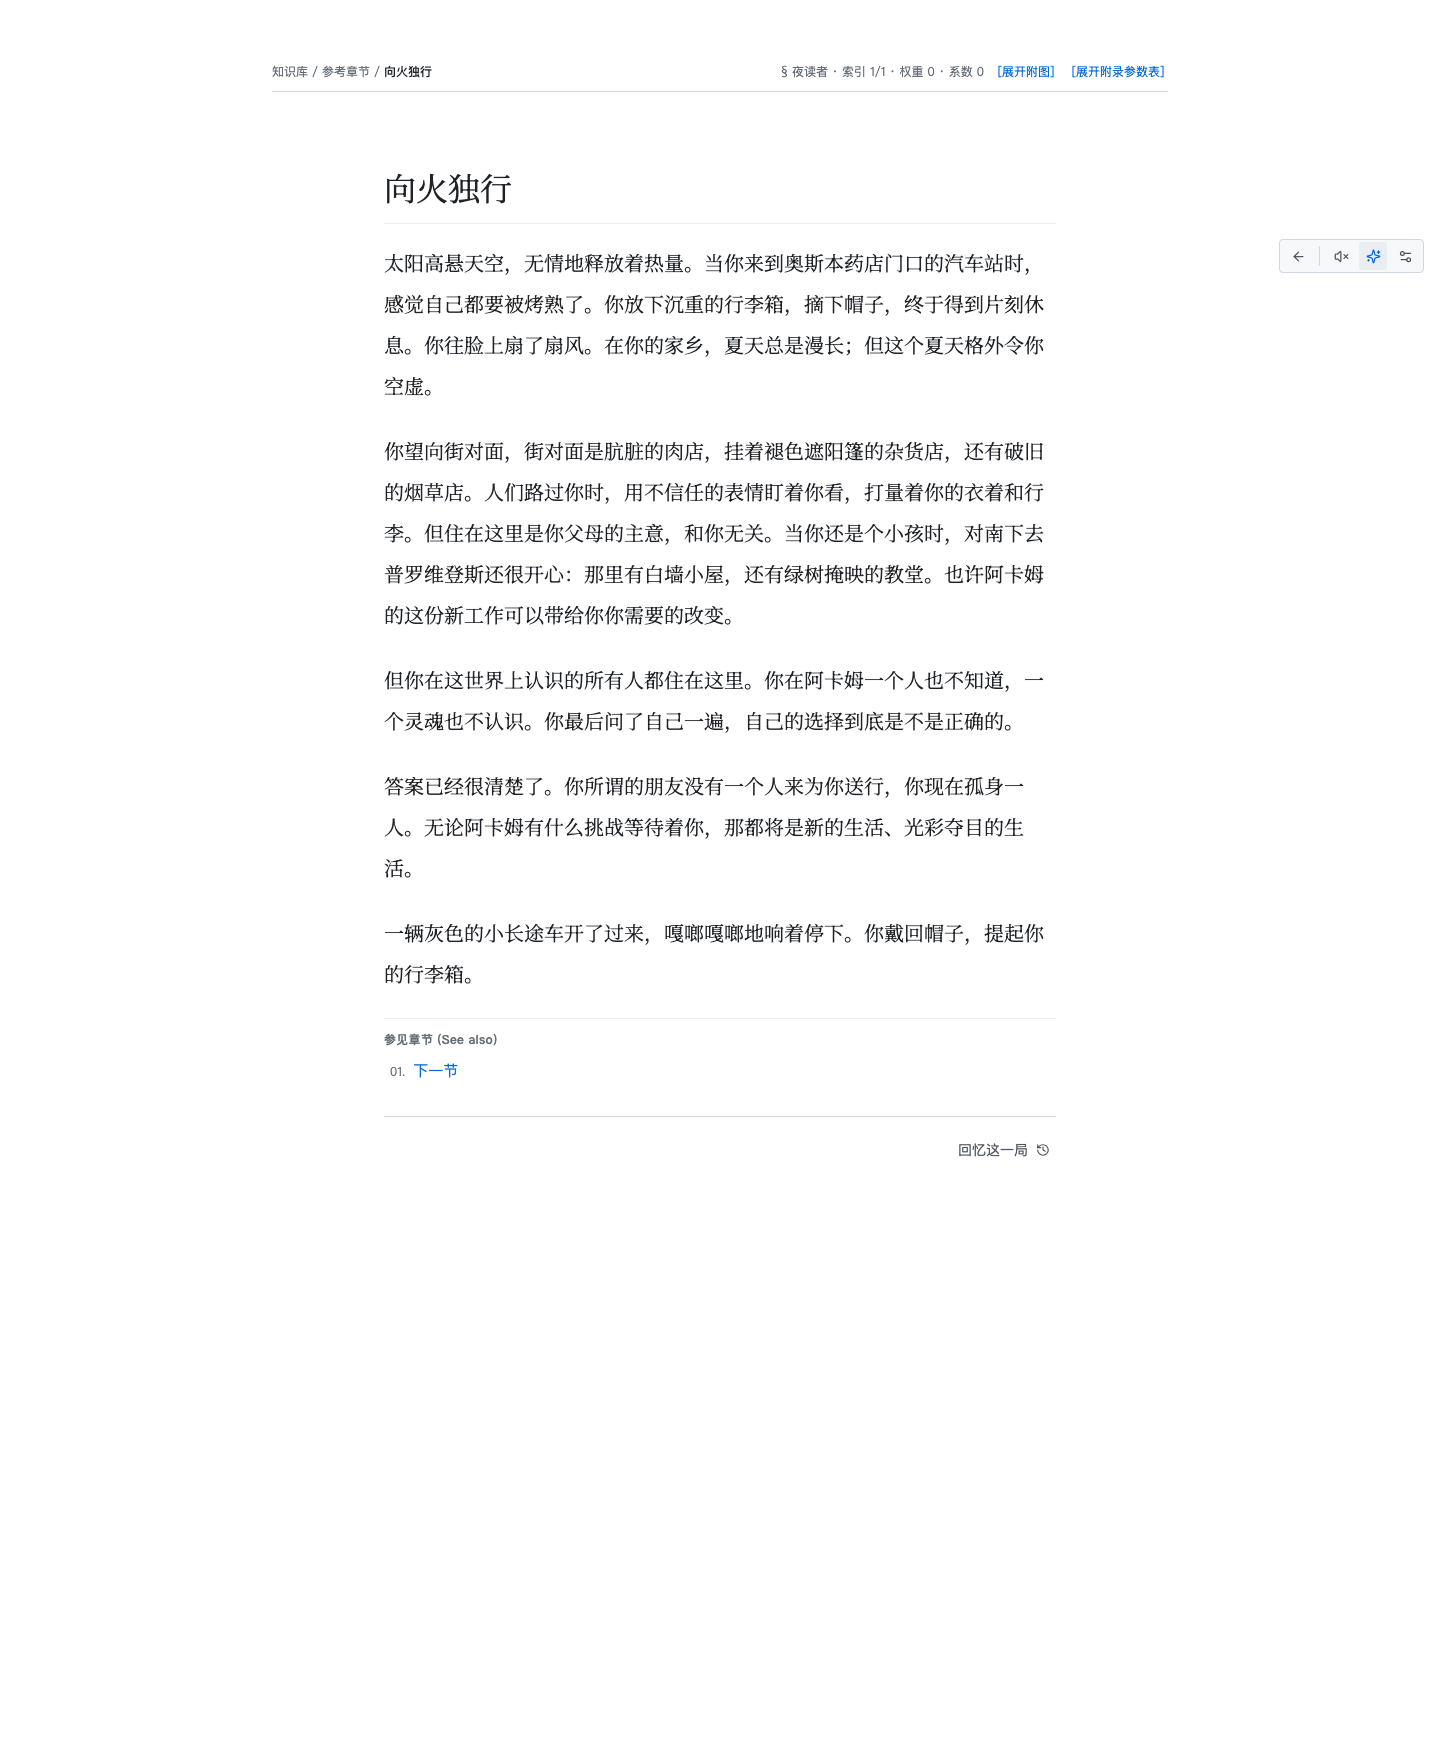 知识库 / 参考章节 / 向火独行
§ 夜读者 · 索引 1/1 · 权重 0 · 系数 0 [展开附图] [展开附录参数表]
向火独行
太阳高悬天空，无情地释放着热量。当你来到奥斯本药店门口的汽车站时，
感觉自己都要被烤熟了。你放下沉重的行李箱，摘下帽子，终于得到片刻休
息。你往脸上扇了扇风。在你的家乡，夏天总是漫长；但这个夏天格外令你
空虚。
你望向街对面，街对面是肮脏的肉店，挂着褪色遮阳篷的杂货店，还有破旧
的烟草店。人们路过你时，用不信任的表情盯着你看，打量着你的衣着和行
李。但住在这里是你父母的主意，和你无关。当你还是个小孩时，对南下去
普罗维登斯还很开心：那里有白墙小屋，还有绿树掩映的教堂。也许阿卡姆
的这份新工作可以带给你你需要的改变。
但你在这世界上认识的所有人都住在这里。你在阿卡姆一个人也不知道，一
个灵魂也不认识。你最后问了自己一遍，自己的选择到底是不是正确的。
答案已经很清楚了。你所谓的朋友没有一个人来为你送行，你现在孤身一
人。无论阿卡姆有什么挑战等待着你，那都将是新的生活、光彩夺目的生
活。
一辆灰色的小长途车开了过来，嘎啷嘎啷地响着停下。你戴回帽子，提起你
的行李箱。
参见章节 (See also)
01. 下一节
回忆这一局